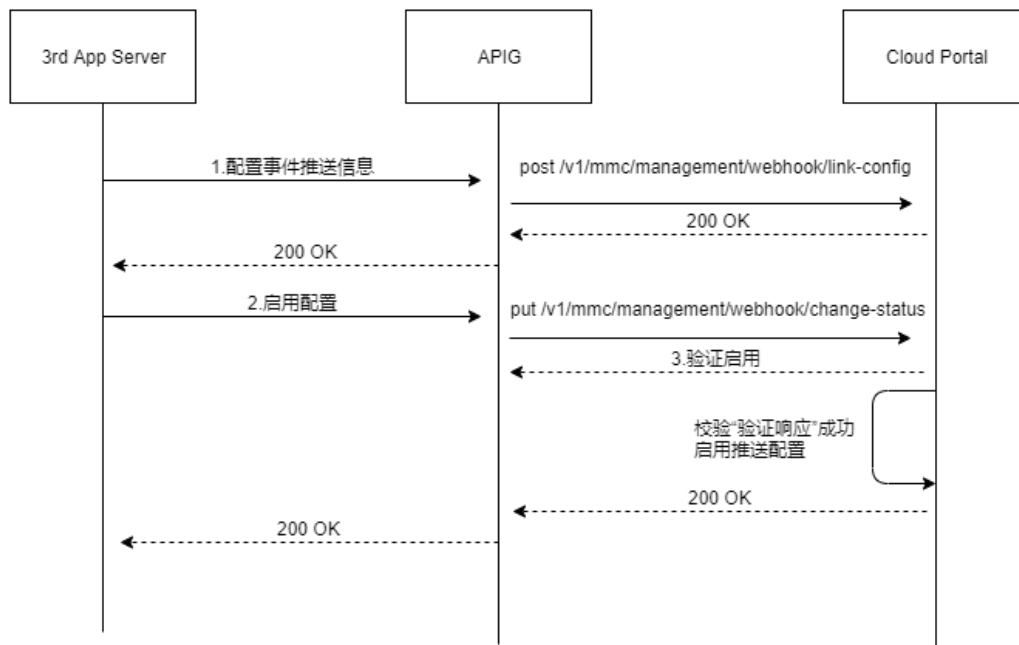 3rd App Server
APIG
Cloud Portal
1.配置事件推送信息
post /v1/mmc/management/webhook/link-config
200 OK
200 OK
2.启用配置
put /v1/mmc/management/webhook/change-status
3.验证启用
校验“验证响应”成功
启用推送配置
200 OK
200 OK